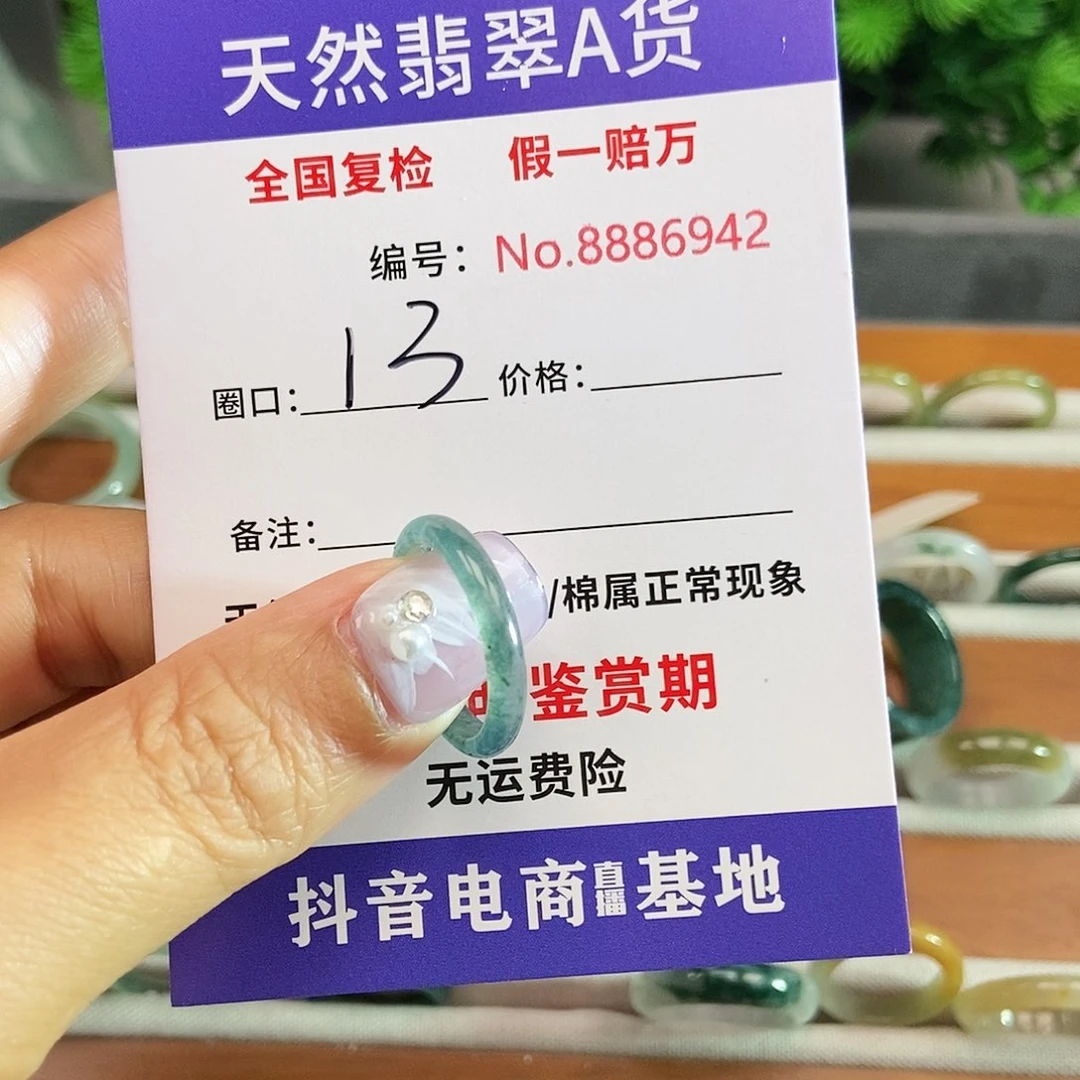 天然翡翠A货
全国复检 假一赔万
编号：No.8886942
圈口：13 价格：
备注：
/棉属正常现象
鉴赏期
无运费险
抖音电商直播基地